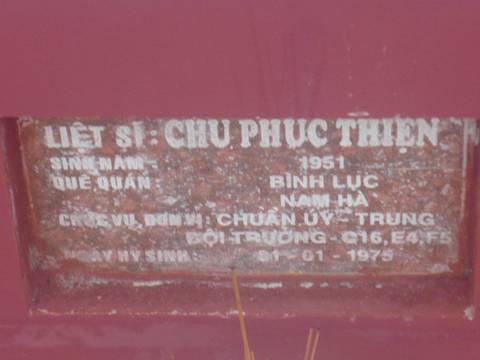 LIỆT SĨ : CHU PHỤC THIỆN
SINH NĂM : 1951
QUÊ QUÁN : BÌNH LỤC
NAM HÀ
CHỨC VỤ, ĐƠN VỊ : CHUẨN ÚY - TRUNG
ĐỘI TRƯỞNG - C16,E4,F5
NGÀY HY SINH : 01 - 01 - 1975